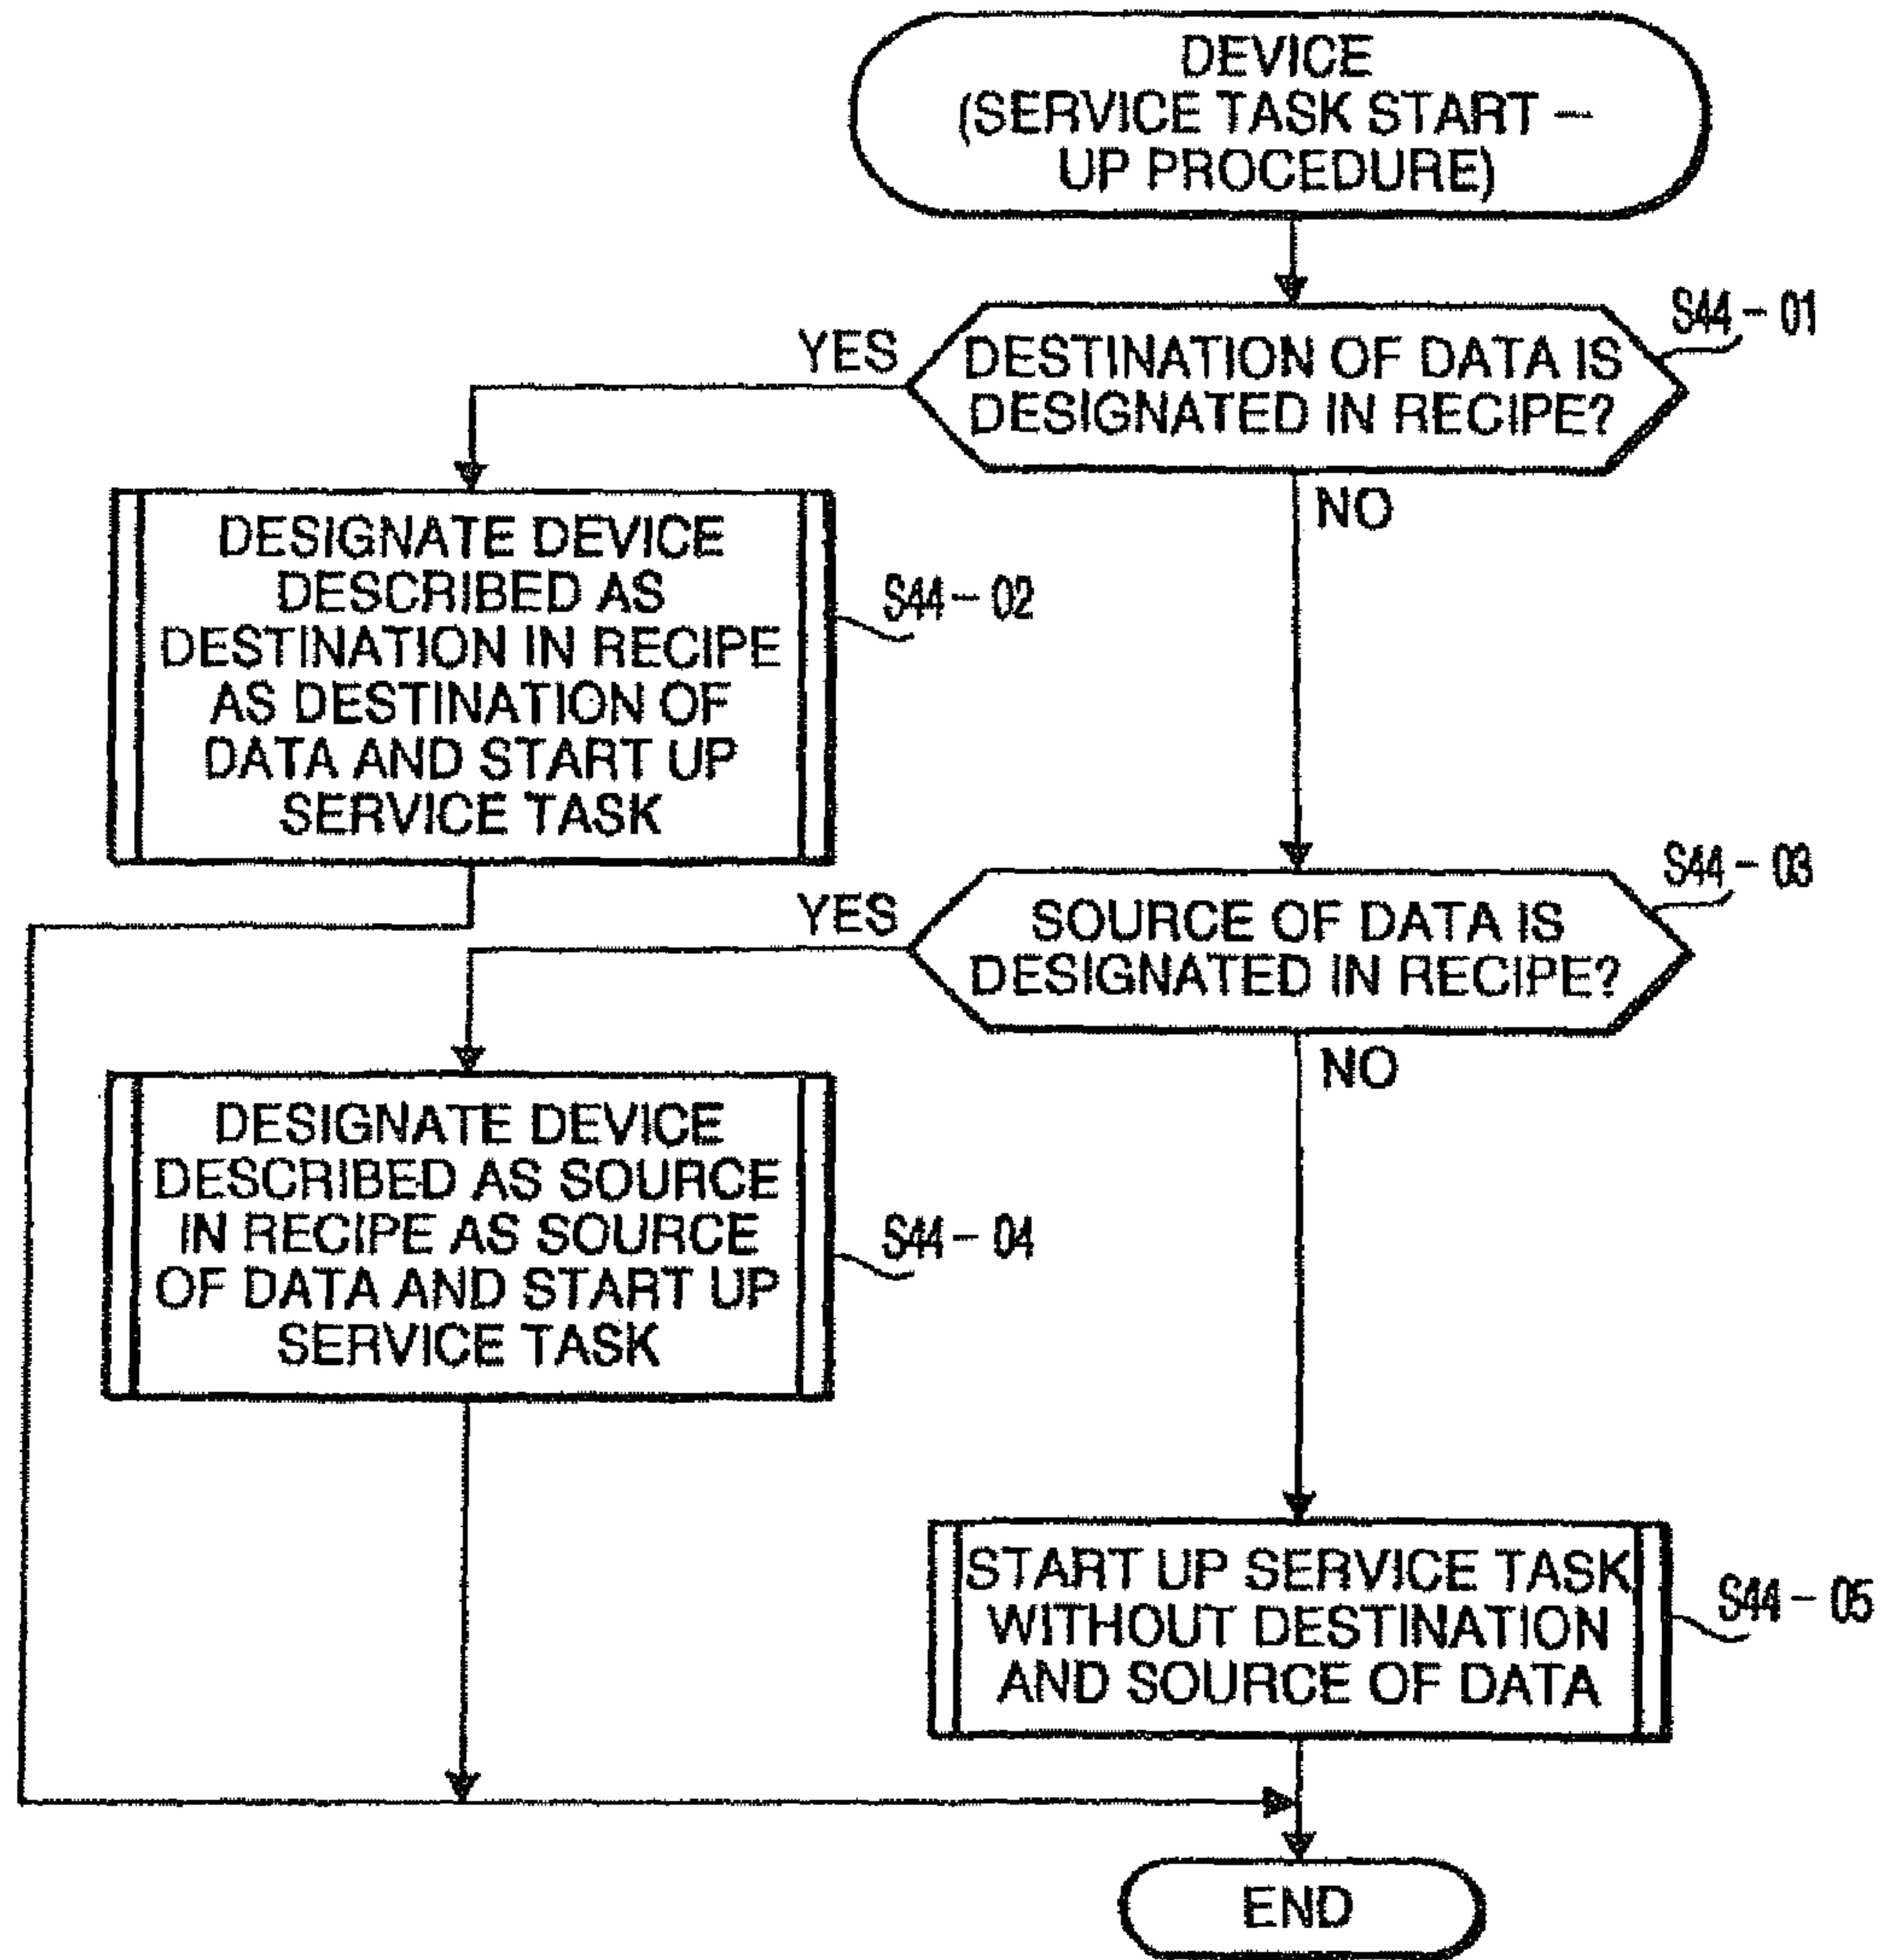 DEVICE
(SERVICE TASK START –
UP PROCEDURE)
S44 – 01
YES
DESTINATION OF DATA IS
DESIGNATED IN RECIPE?
NO
DESIGNATE DEVICE
DESCRIBED AS
DESTINATION IN RECIPE
AS DESTINATION OF
DATA AND START UP
SERVICE TASK
S44 – 02
S44 – 03
YES
SOURCE OF DATA IS
DESIGNATED IN RECIPE?
NO
DESIGNATE DEVICE
DESCRIBED AS SOURCE
IN RECIPE AS SOURCE
OF DATA AND START UP
SERVICE TASK
S44 – 04
START UP SERVICE TASK
WITHOUT DESTINATION
AND SOURCE OF DATA
S44 – 05
END